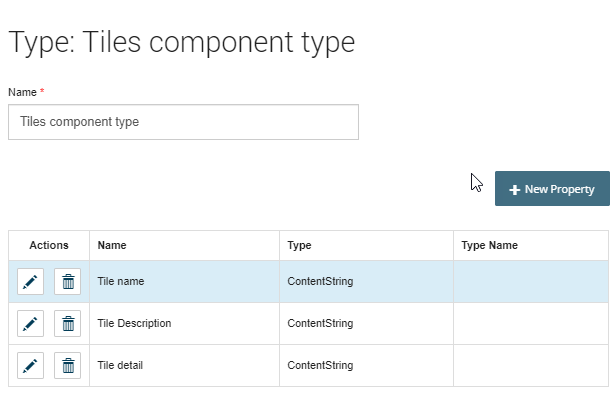 Type: Tiles component type
Name *
Tiles component type
+ New Property
Actions Name Type Type Name
Tile name ContentString
Tile Description ContentString
Tile detail ContentString